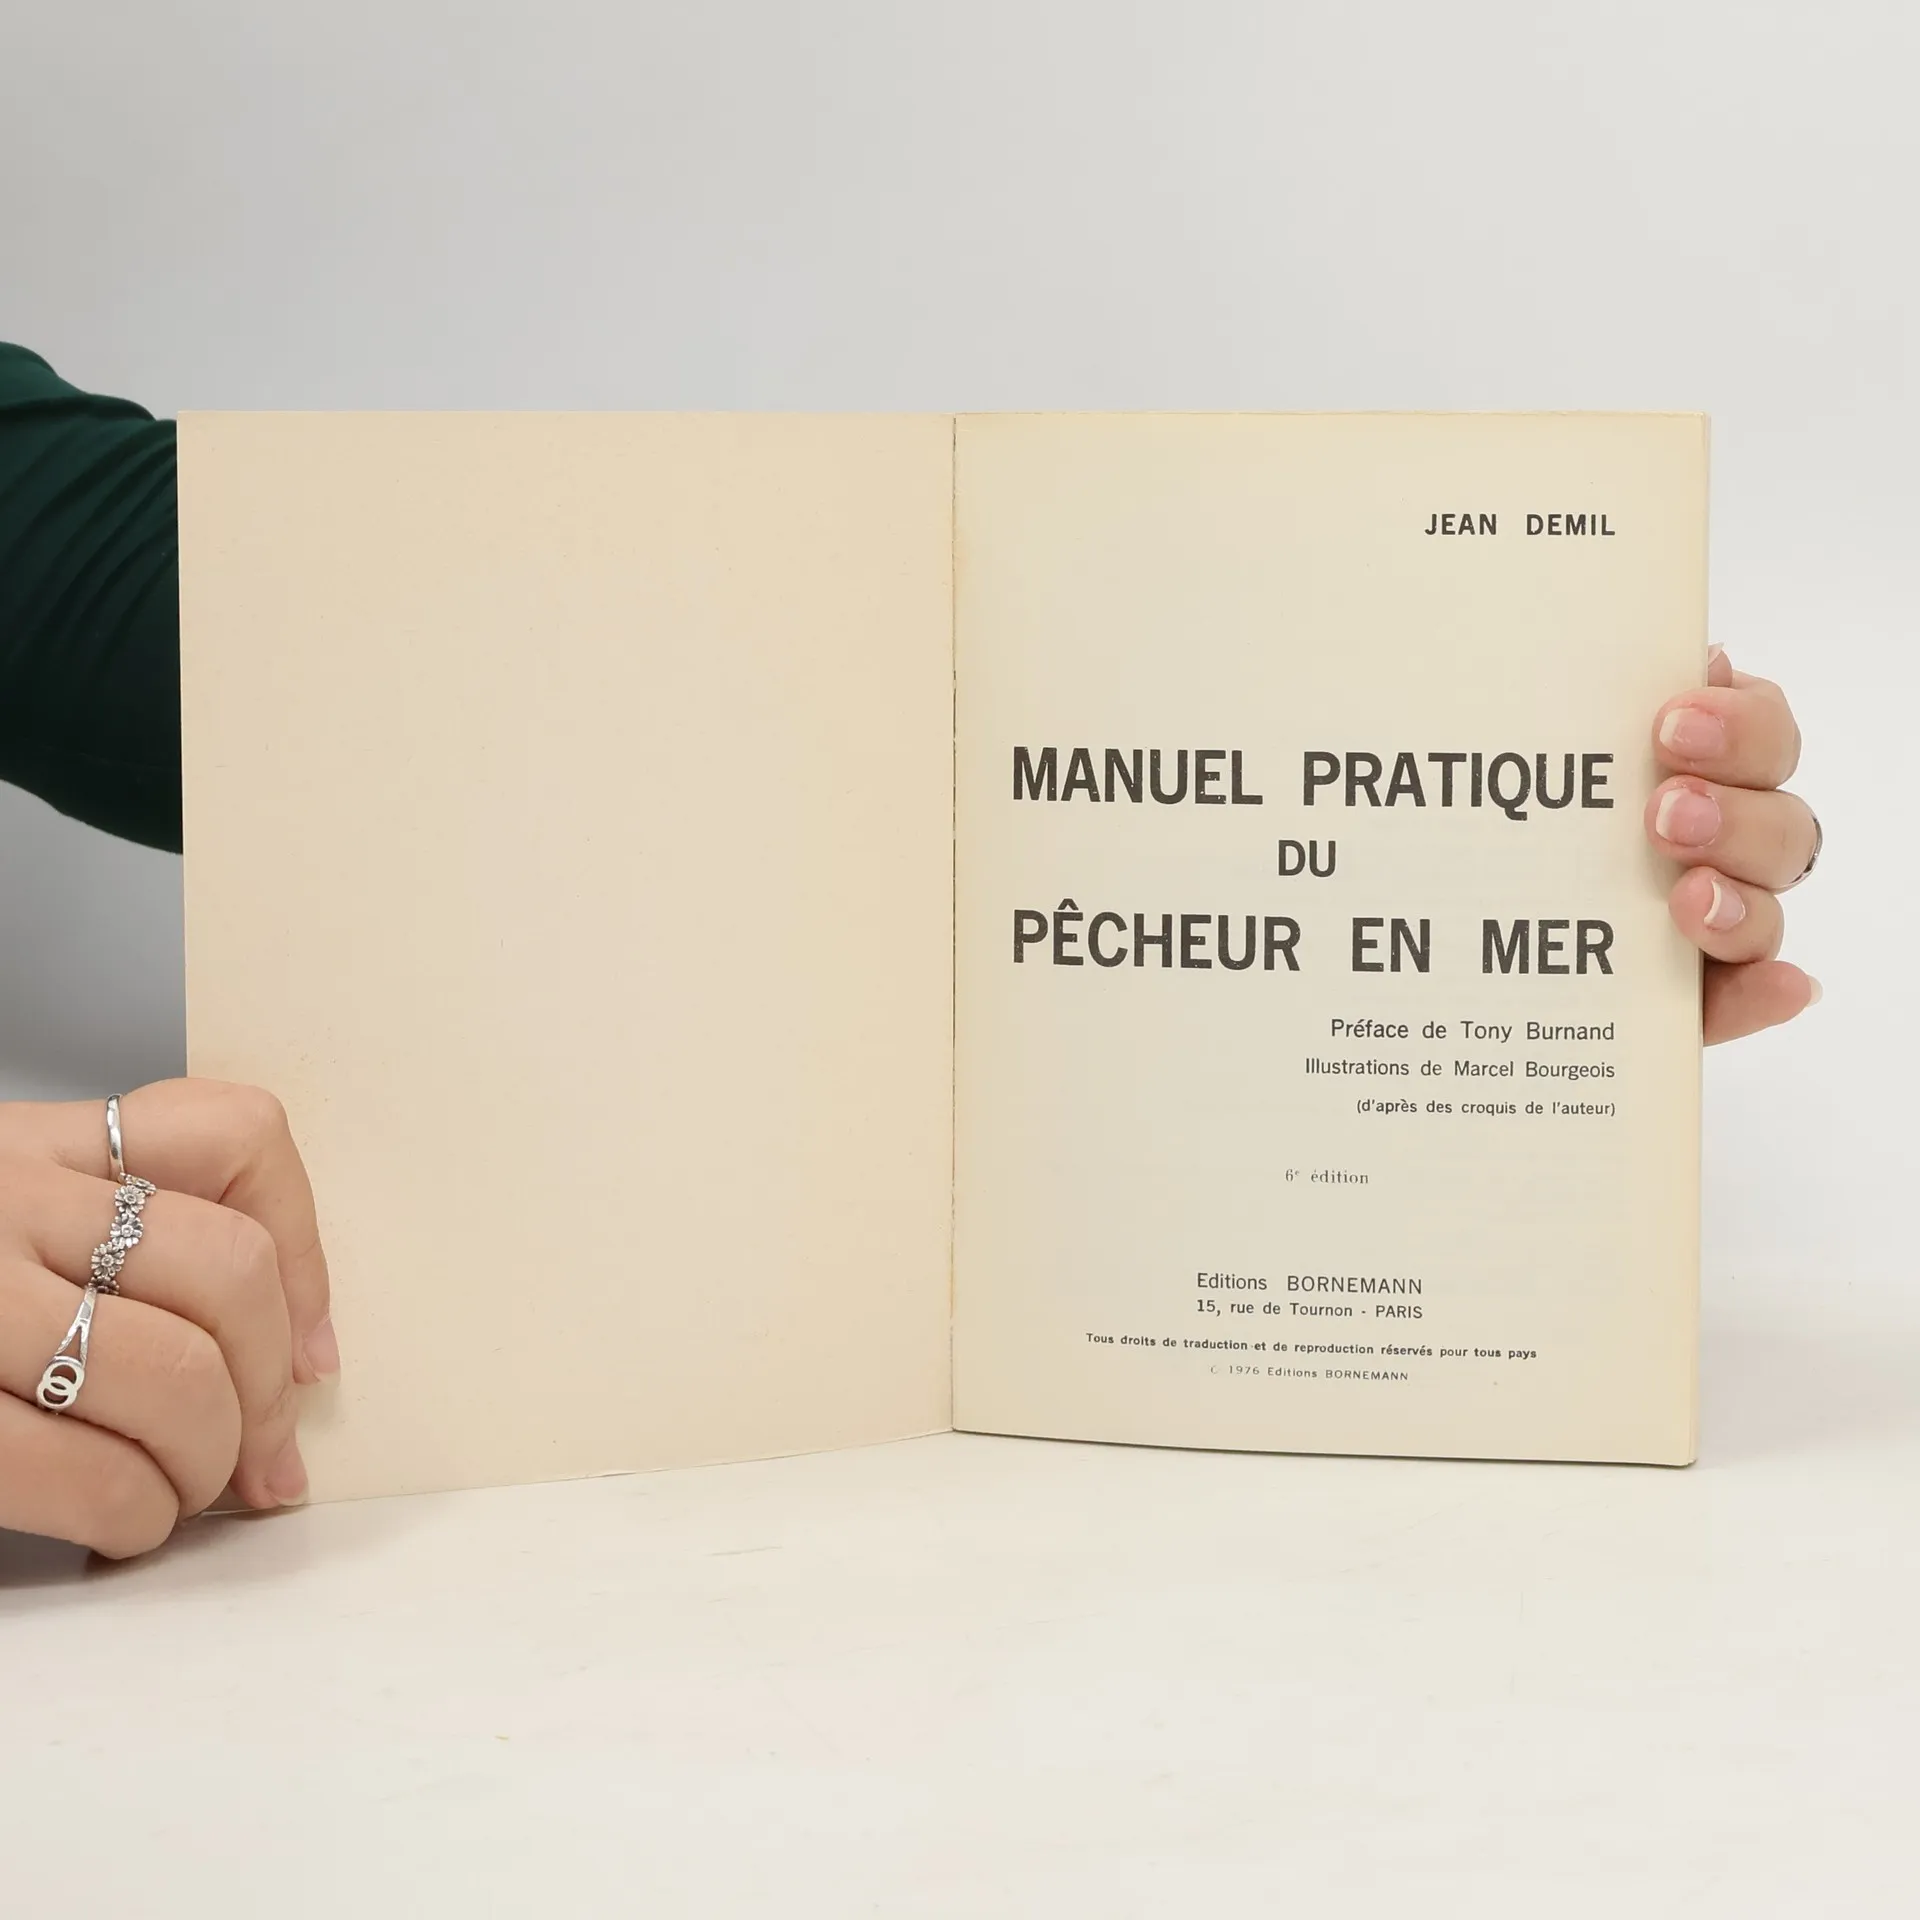 JEAN DEMIL
MANUEL PRATIQUE
DU
PÊCHEUR EN MER
Préface de Tony Burnand
Illustrations de Marcel Bourgeois
(d'après des croquis de l'auteur)
6e édition
Editions BORNEMANN
15, rue de Tournon - PARIS
Tous droits de traduction et de reproduction réservés pour tous pays
© 1976 Editions BORNEMANN